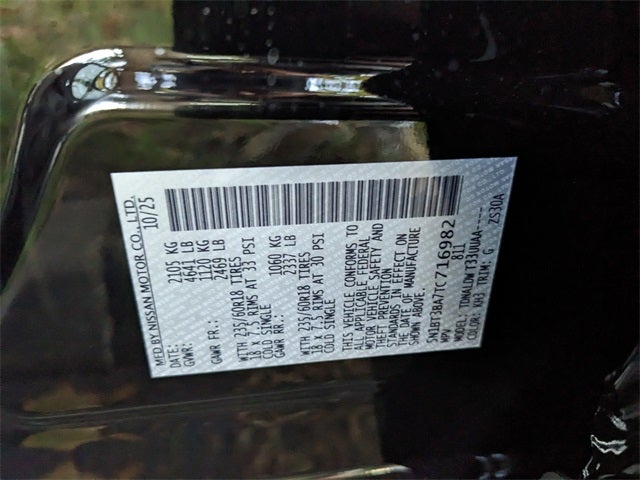 MFD BY NISSAN MOTOR CO., LTD.
DATE: 10/25
GVWR: 2105 KG
4641 LB
GAWR FR.: 1120 KG
2469 LB
WITH 235/60R18 TIRES
18 X 7.5 RIMS AT 33 PSI
COLD SINGLE
GAWR RR.: 1060 KG
2337 LB
WITH 235/60R18 TIRES
18 X 7.5 RIMS AT 30 PSI
COLD SINGLE
THIS VEHICLE CONFORMS TO
ALL APPLICABLE FEDERAL
MOTOR VEHICLE SAFETY AND
THEFT PREVENTION
STANDARDS IN EFFECT ON
THE DATE OF MANUFACTURE
SHOWN ABOVE.
5N1BT3BA7TC716982
MPV 811
MODEL: TDNALDWT33UUAA----
COLOR: KH3 TRIM: G ZS30A